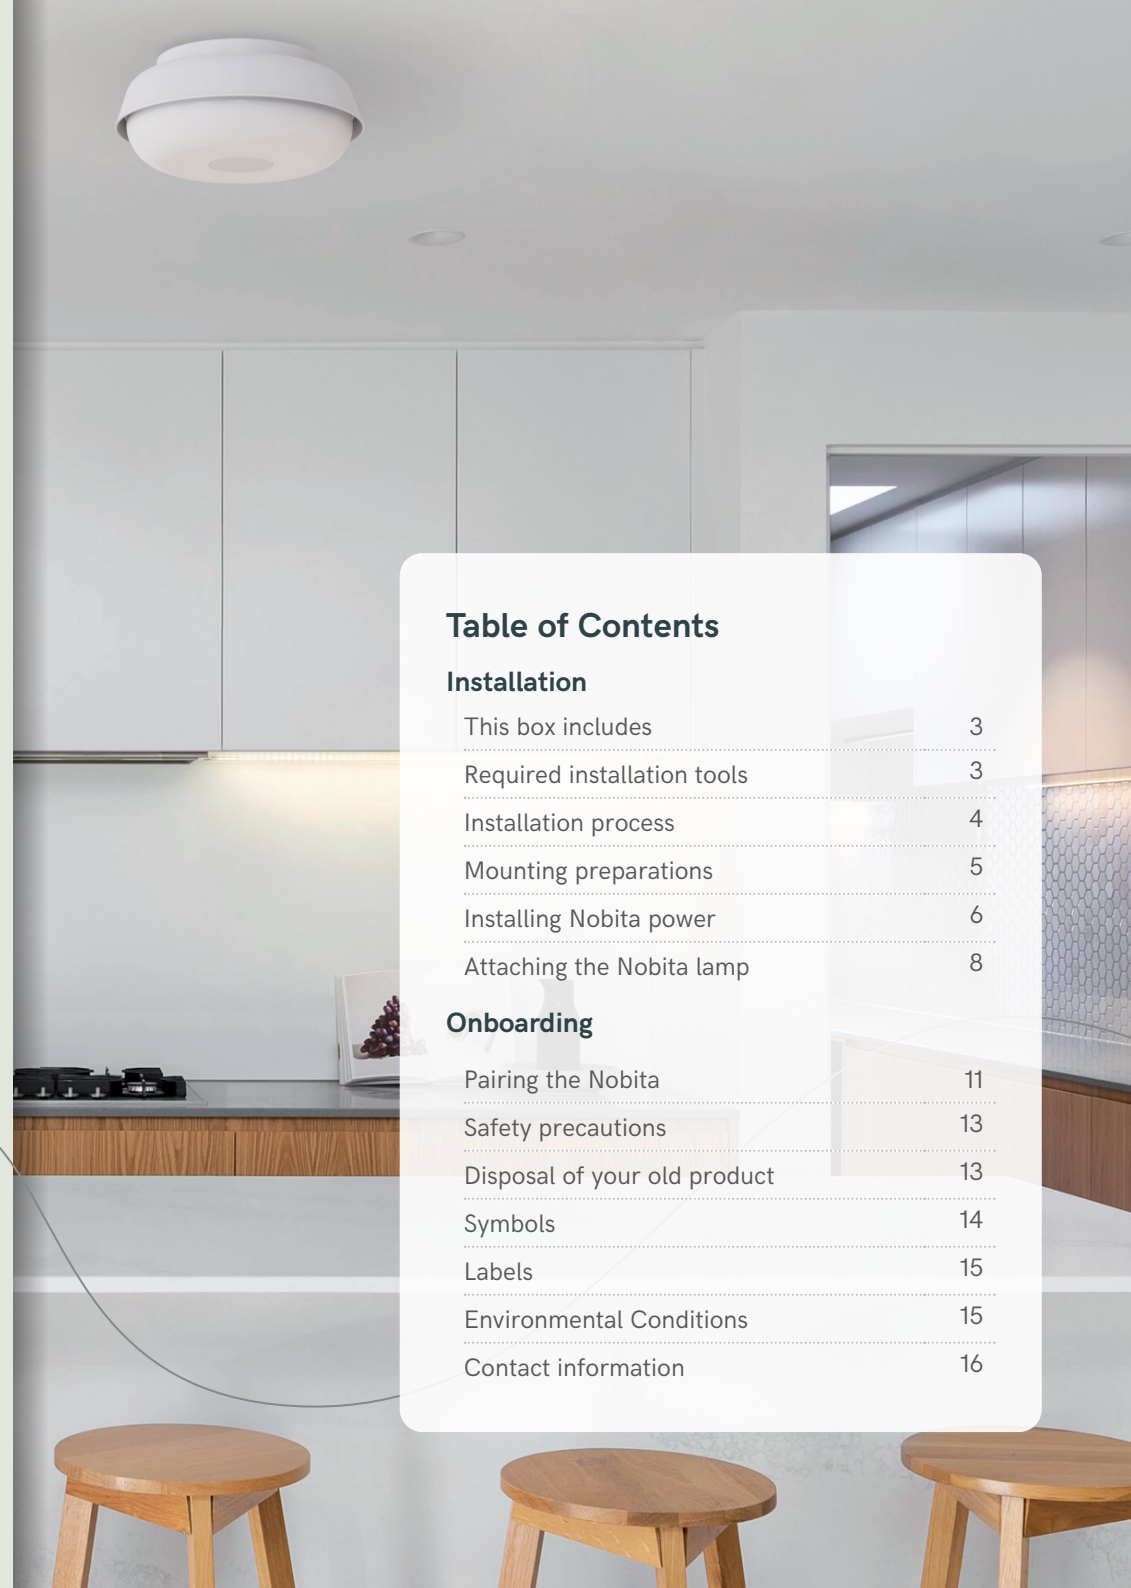 Table of Contents
Installation
This box includes 3
Required installation tools 3
Installation process 4
Mounting preparations 5
Installing Nobita power 6
Attaching the Nobita lamp 8
Onboarding
Pairing the Nobita 11
Safety precautions 13
Disposal of your old product 13
Symbols 14
Labels 15
Environmental Conditions 15
Contact information 16